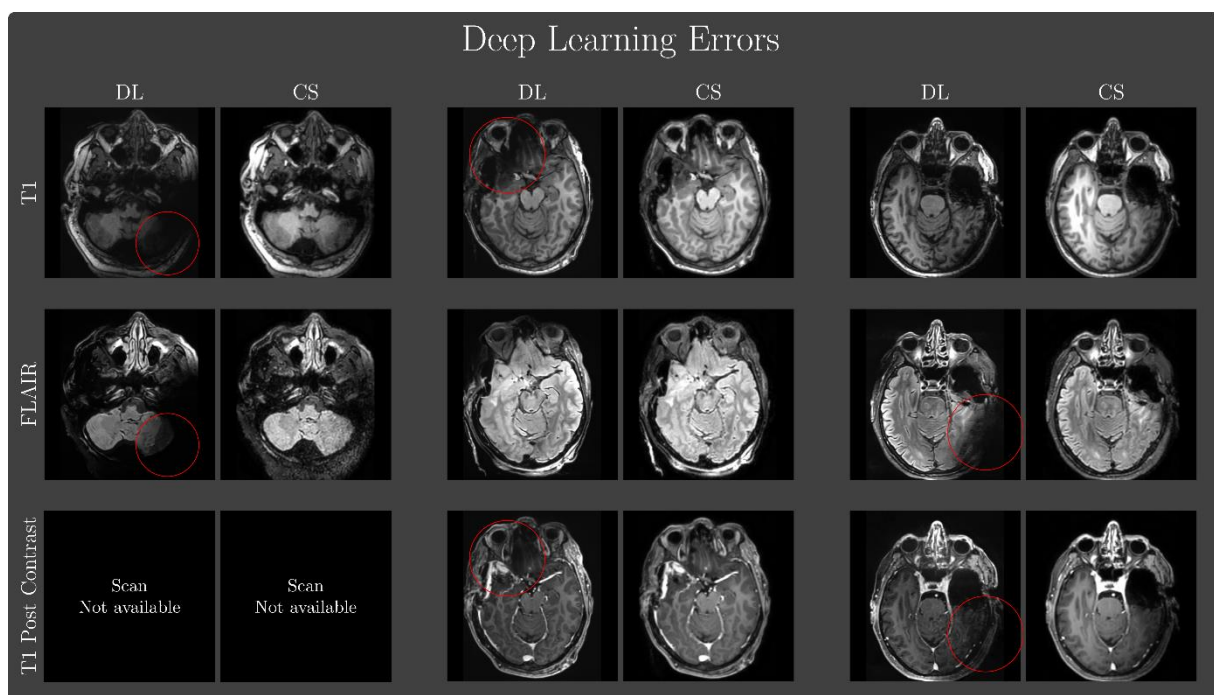 Deep Learning Errors
DL CS DL CS DL CS
T1
FLAIR
T1 Post Contrast
Scan
Not available
Scan
Not available